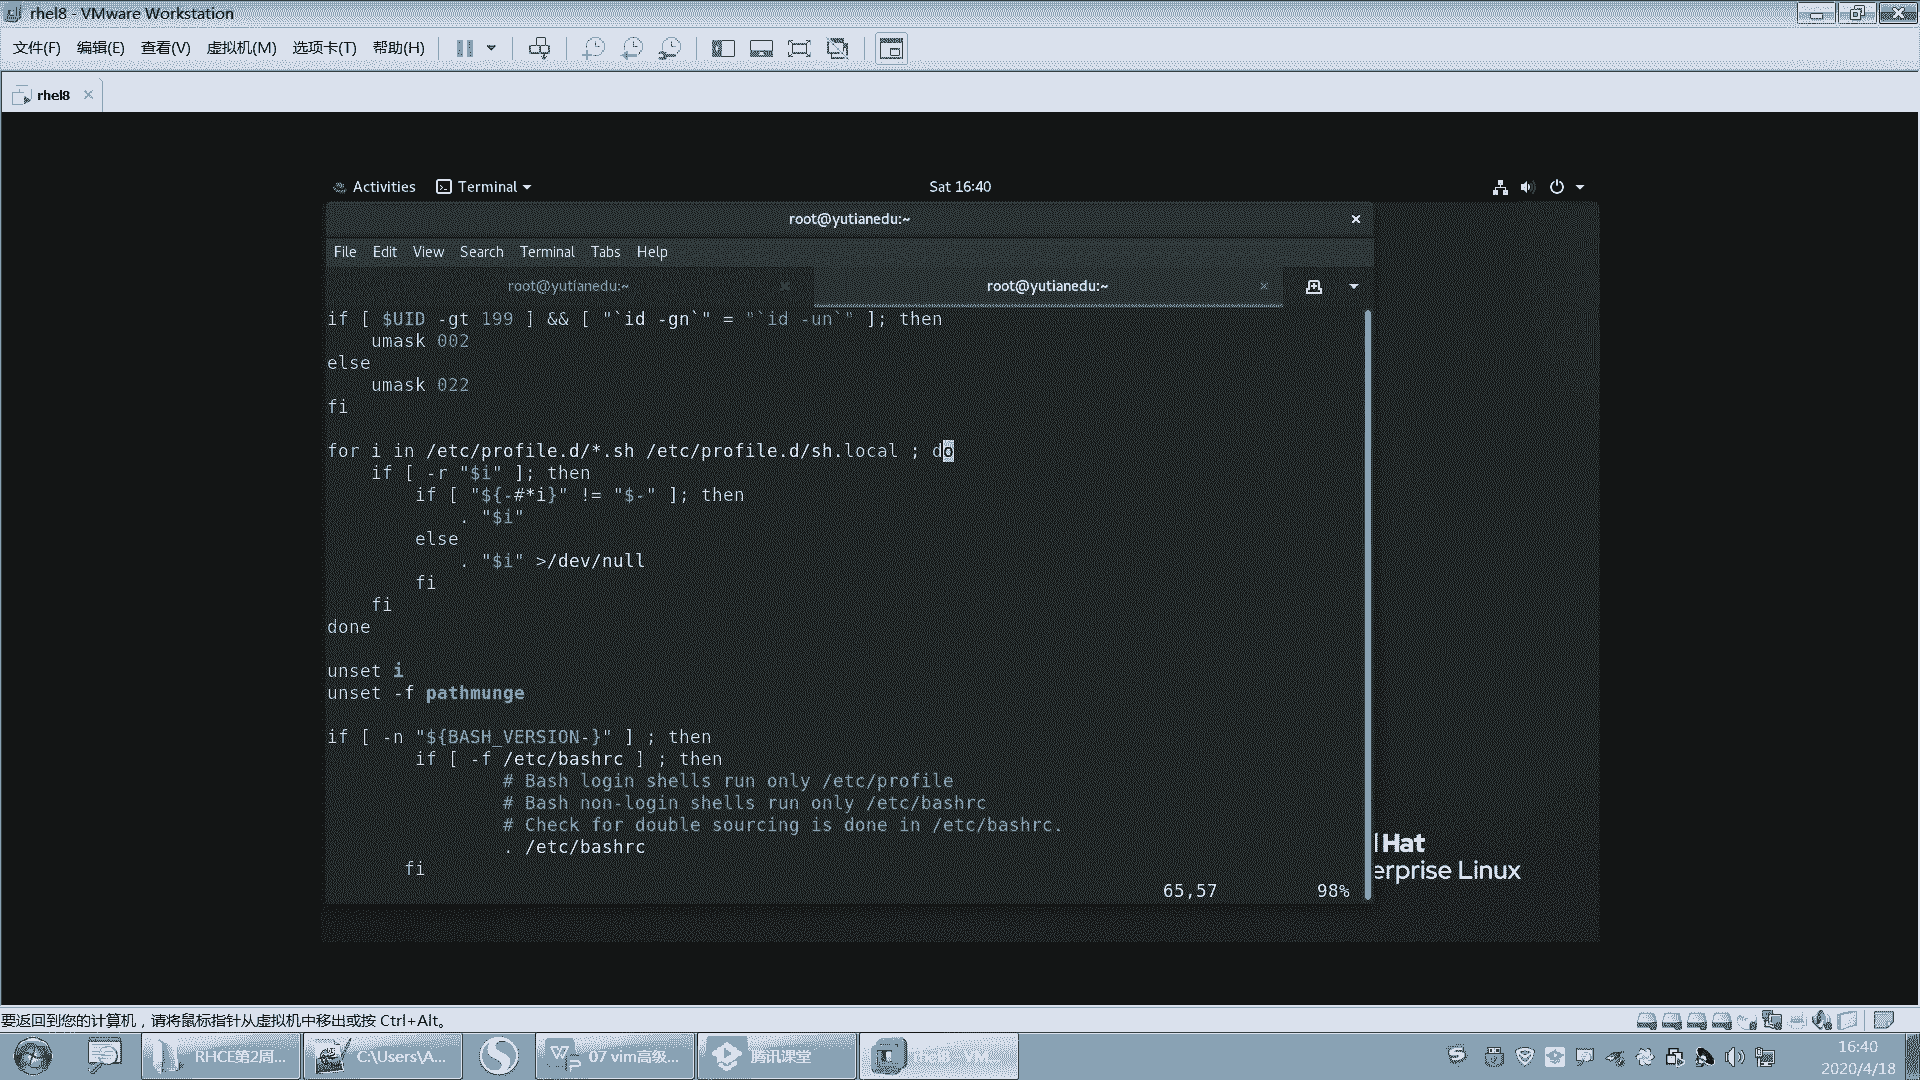 rhel8 - VMware Workstation
文件(F) 编辑(E) 查看(V) 虚拟机(M) 选项卡(T) 帮助(H)
rhel8
Activities Terminal Sat 16:40
root@yutianedu:~
File Edit View Search Terminal Tabs Help
root@yutianedu:~ root@yutianedu:~
if [ $UID -gt 199 ] && [ "`id -gn`" = "`id -un`" ]; then
    umask 002
else
    umask 022
fi
for i in /etc/profile.d/*.sh /etc/profile.d/sh.local ; do
    if [ -r "$i" ]; then
        if [ "${-#*i}" != "$-" ]; then
            . "$i"
        else
            . "$i" >/dev/null
        fi
    fi
done
unset i
unset -f pathmunge
if [ -n "${BASH_VERSION-}" ] ; then
        if [ -f /etc/bashrc ] ; then
                # Bash login shells run only /etc/profile
                # Bash non-login shells run only /etc/bashrc
                # Check for double sourcing is done in /etc/bashrc.
                . /etc/bashrc
       fi
65,57 98%
Hat
erprise Linux
要返回到您的计算机，请将鼠标指针从虚拟机中移出或按 Ctrl+Alt。
RHCE第2周... C:\Users\A... 07 vim高级... 腾讯课堂 rhel8 - VM...
16:40
2020/4/18